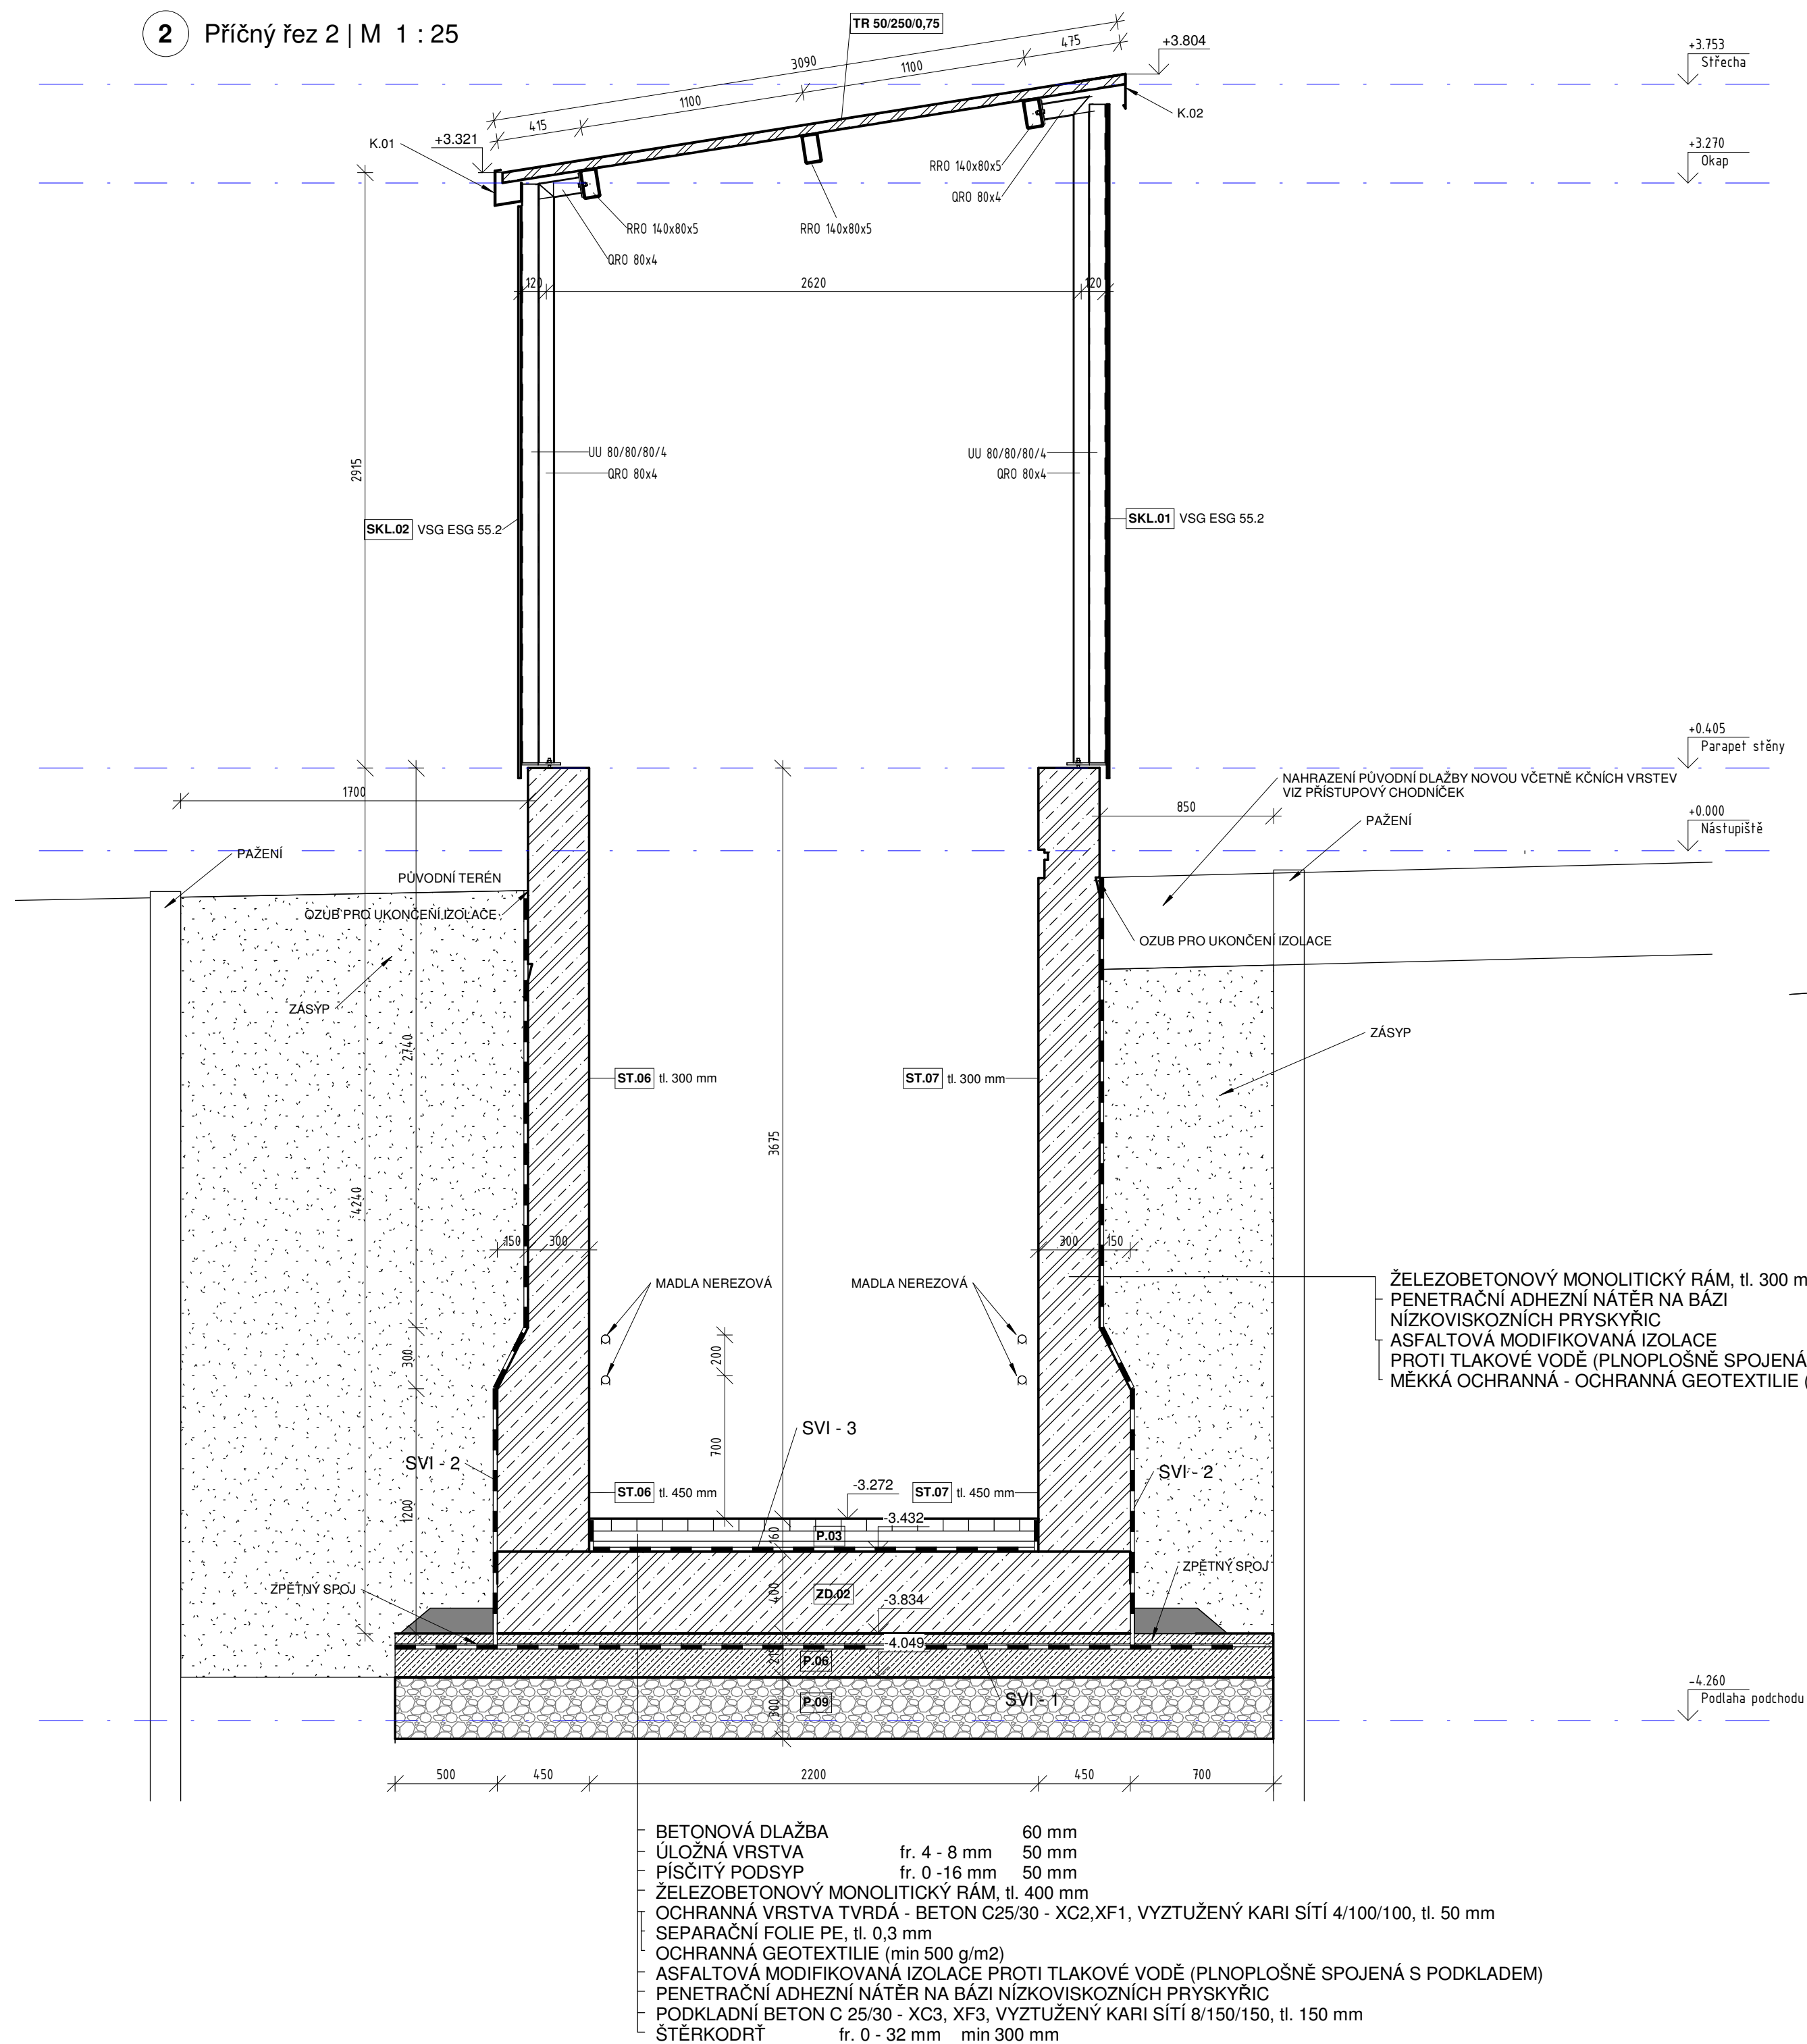 2 Příčný řez 2 | M 1 : 25
TR 50/250/0,75
3090
475
1100
1100
415
+3.804
+3.753
Střecha
K.01
+3.321
K.02
+3.270
Okap
RRO 140x80x5
QRO 80x4
RRO 140x80x5
RRO 140x80x5
QRO 80x4
120
2620
120
2915
UU 80/80/80/4
QRO 80x4
UU 80/80/80/4
QRO 80x4
SKL.02 VSG ESG 55.2
SKL.01 VSG ESG 55.2
+0.405
Parapet stěny
1700
850
NAHRAZENÍ PŮVODNÍ DLAŽBY NOVOU VČETNĚ KČNÍCH VRSTEV
VIZ PŘÍSTUPOVÝ CHODNÍČEK
PAŽENÍ
+0.000
Nástupiště
PAŽENÍ
PŮVODNÍ TERÉN
OZUB PRO UKONČENÍ IZOLACE
OZUB PRO UKONČENÍ IZOLACE
ZÁSYP
ZÁSYP
2740
ST.06 tl. 300 mm
ST.07 tl. 300 mm
3675
4240
150
300
300
150
MADLA NEREZOVÁ
MADLA NEREZOVÁ
ŽELEZOBETONOVÝ MONOLITICKÝ RÁM, tl. 300 m
PENETRAČNÍ ADHEZNÍ NÁTĚR NA BÁZI
NÍZKOVISKOZNÍCH PRYSKYŘIC
ASFALTOVÁ MODIFIKOVANÁ IZOLACE
PROTI TLAKOVÉ VODĚ (PLNOPLOŠNĚ SPOJENÁ
MĚKKÁ OCHRANNÁ - OCHRANNÁ GEOTEXTILIE (
300
200
700
SVI - 3
SVI - 2
SVI - 2
1200
ST.06 tl. 450 mm
-3.272
ST.07 tl. 450 mm
-3.432
P.03
160
ZPĚTNÝ SPOJ
ZPĚTNÝ SPOJ
ZD.02
400
-3.834
-4.049
P.06
215
SVI - 1
P.09
300
-4.260
Podlaha podchodu
500
450
2200
450
700
BETONOVÁ DLAŽBA 60 mm
ÚLOŽNÁ VRSTVA fr. 4 - 8 mm 50 mm
PÍSČITÝ PODSYP fr. 0 -16 mm 50 mm
ŽELEZOBETONOVÝ MONOLITICKÝ RÁM, tl. 400 mm
OCHRANNÁ VRSTVA TVRDÁ - BETON C25/30 - XC2,XF1, VYZTUŽENÝ KARI SÍTÍ 4/100/100, tl. 50 mm
SEPARAČNÍ FOLIE PE, tl. 0,3 mm
OCHRANNÁ GEOTEXTILIE (min 500 g/m2)
ASFALTOVÁ MODIFIKOVANÁ IZOLACE PROTI TLAKOVÉ VODĚ (PLNOPLOŠNĚ SPOJENÁ S PODKLADEM)
PENETRAČNÍ ADHEZNÍ NÁTĚR NA BÁZI NÍZKOVISKOZNÍCH PRYSKYŘIC
PODKLADNÍ BETON C 25/30 - XC3, XF3, VYZTUŽENÝ KARI SÍTÍ 8/150/150, tl. 150 mm
ŠTĚRKODRŤ fr. 0 - 32 mm min 300 mm